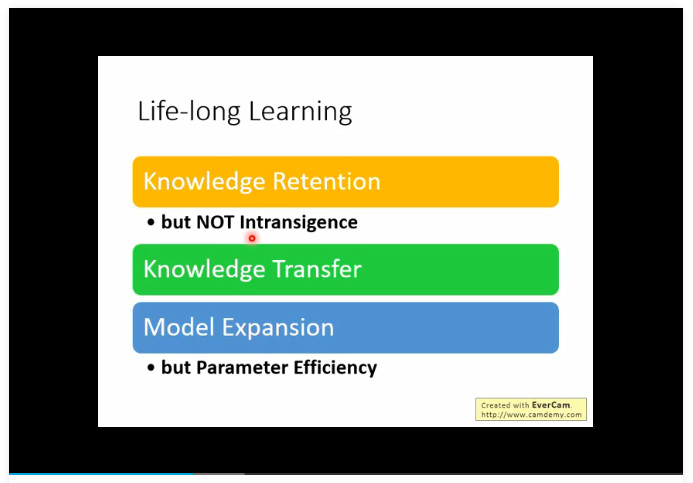 Life-long Learning
Knowledge Retention
• but NOT Intransigence
Knowledge Transfer
Model Expansion
• but Parameter Efficiency
Created with EverCam.
http://www.camdemy.com